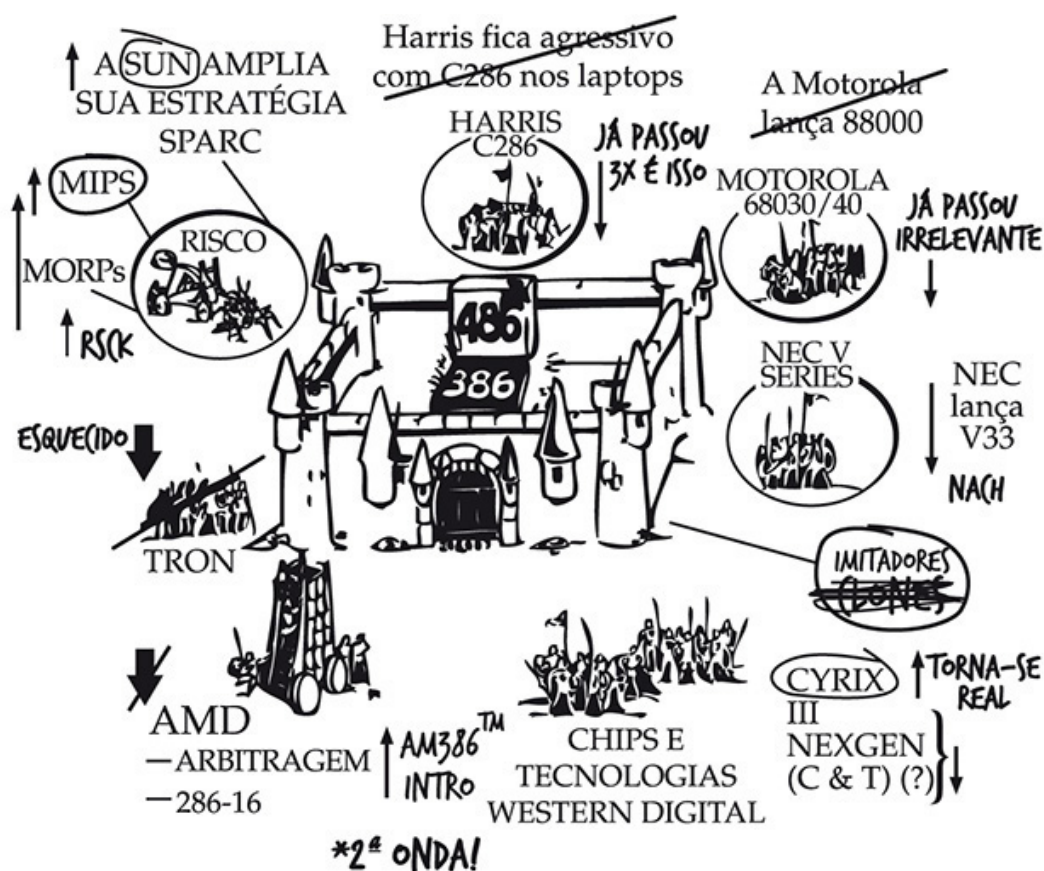 A SUN AMPLIA
SUA ESTRATÉGIA
SPARC
Harris fica agressivo
com C286 nos laptops
A Motorola
lança 88000
HARRIS
C286
JÁ PASSOU
3X É ISSO
MIPS
MORPs
RSCK
RISCO
MOTOROLA
68030/40
JÁ PASSOU
IRRELEVANTE
486
386
NEC V
SERIES
NEC
lança
V33
NACH
ESQUECIDO
TRON
IMITADORES
CLONES
AMD
—ARBITRAGEM
—286-16
AM386™
INTRO
*2ª ONDA!
CHIPS E
TECNOLOGIAS
WESTERN DIGITAL
CYRIX
III
NEXGEN
(C & T) (?)
TORNA-SE
REAL